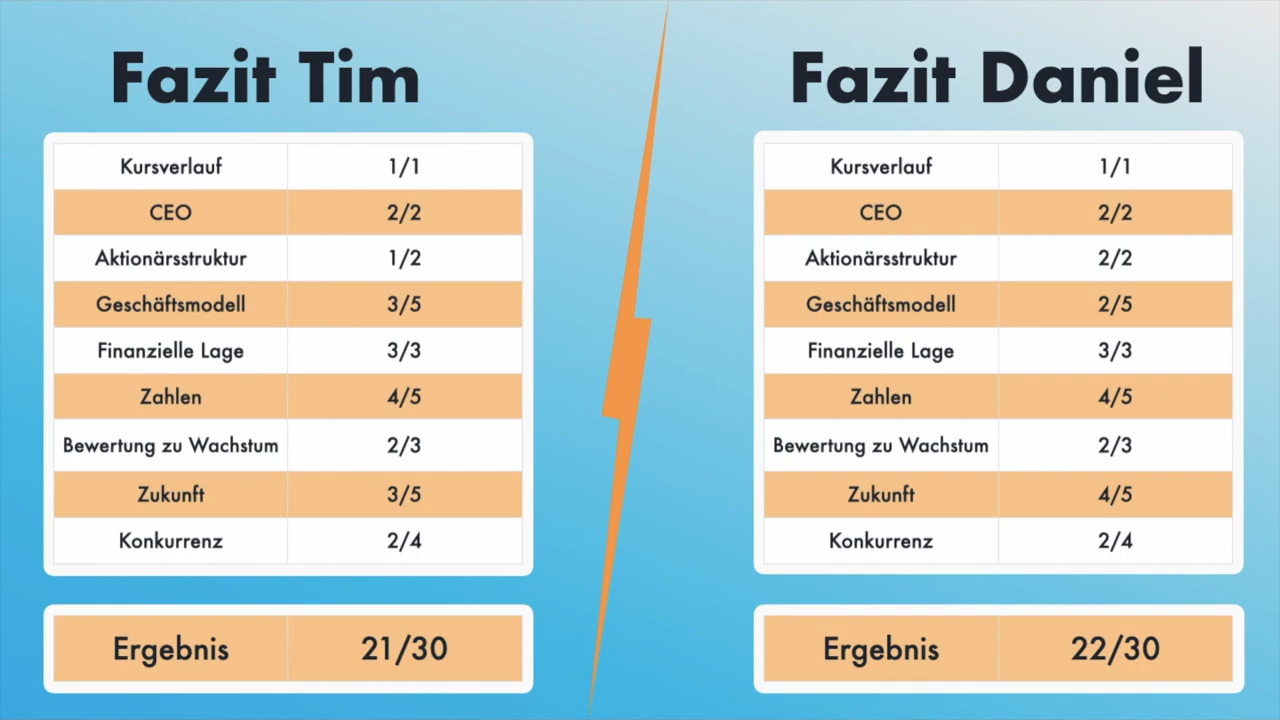 Fazit Tim
Kursverlauf 1/1
CEO 2/2
Aktionärsstruktur 1/2
Geschäftsmodell 3/5
Finanzielle Lage 3/3
Zahlen 4/5
Bewertung zu Wachstum 2/3
Zukunft 3/5
Konkurrenz 2/4
Ergebnis 21/30
Fazit Daniel
Kursverlauf 1/1
CEO 2/2
Aktionärsstruktur 2/2
Geschäftsmodell 2/5
Finanzielle Lage 3/3
Zahlen 4/5
Bewertung zu Wachstum 2/3
Zukunft 4/5
Konkurrenz 2/4
Ergebnis 22/30